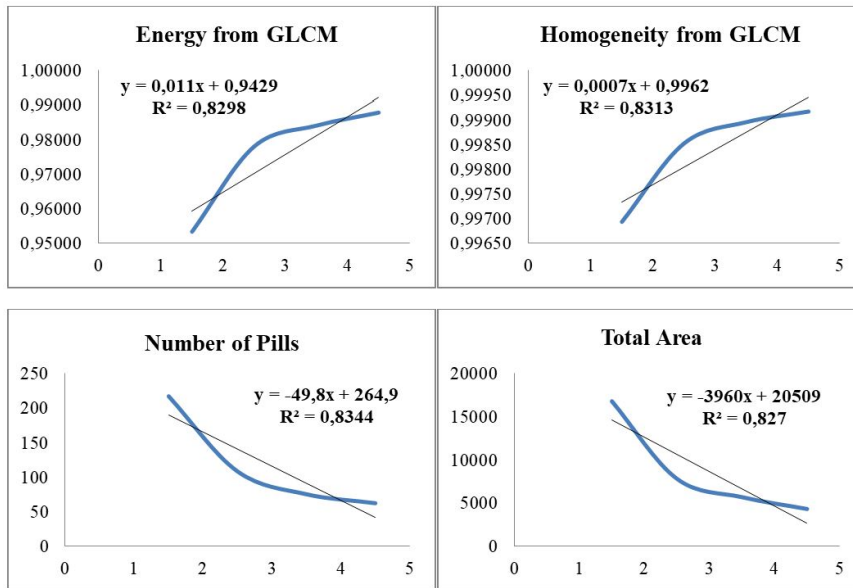 Energy from GLCM
1,00000
0,99000
0,98000
0,97000
0,96000
0,95000
y = 0,011x + 0,9429
R² = 0,8298
0 1 2 3 4 5
Homogeneity from GLCM
1,00000
0,99950
0,99900
0,99850
0,99800
0,99750
0,99700
0,99650
y = 0,0007x + 0,9962
R² = 0,8313
0 1 2 3 4 5
Number of Pills
250
200
150
100
50
0
y = -49,8x + 264,9
R² = 0,8344
0 1 2 3 4 5
Total Area
20000
15000
10000
5000
0
y = -3960x + 20509
R² = 0,827
0 1 2 3 4 5